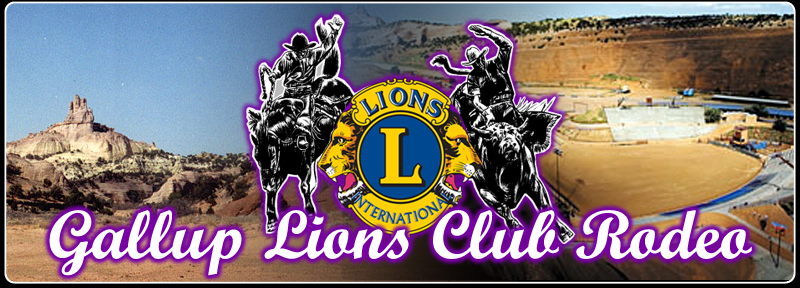 LIONS
L
INTERNATIONAL
Gallup Lions Club Rodeo